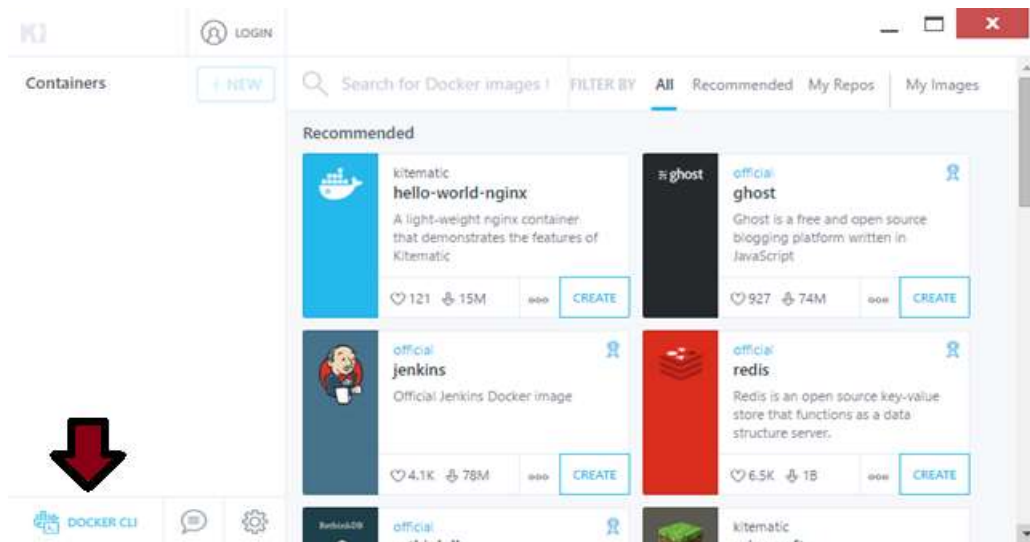 LOGIN
Containers
+ NEW
Search for Docker images f
FILTER BY
All
Recommended
My Repos
My Images
Recommended
kitematic
hello-world-nginx
A light-weight nginx container
that demonstrates the features of
Kitematic
121
15M
CREATE
ghost
official
ghost
Ghost is a free and open source
blogging platform written in
JavaScript
927
74M
CREATE
official
jenkins
Official Jenkins Docker image
4.1K
78M
CREATE
official
redis
Redis is an open source key-value
store that functions as a data
structure server.
6.5K
1B
CREATE
DOCKER CLI
RethinkDB
official
kitematic